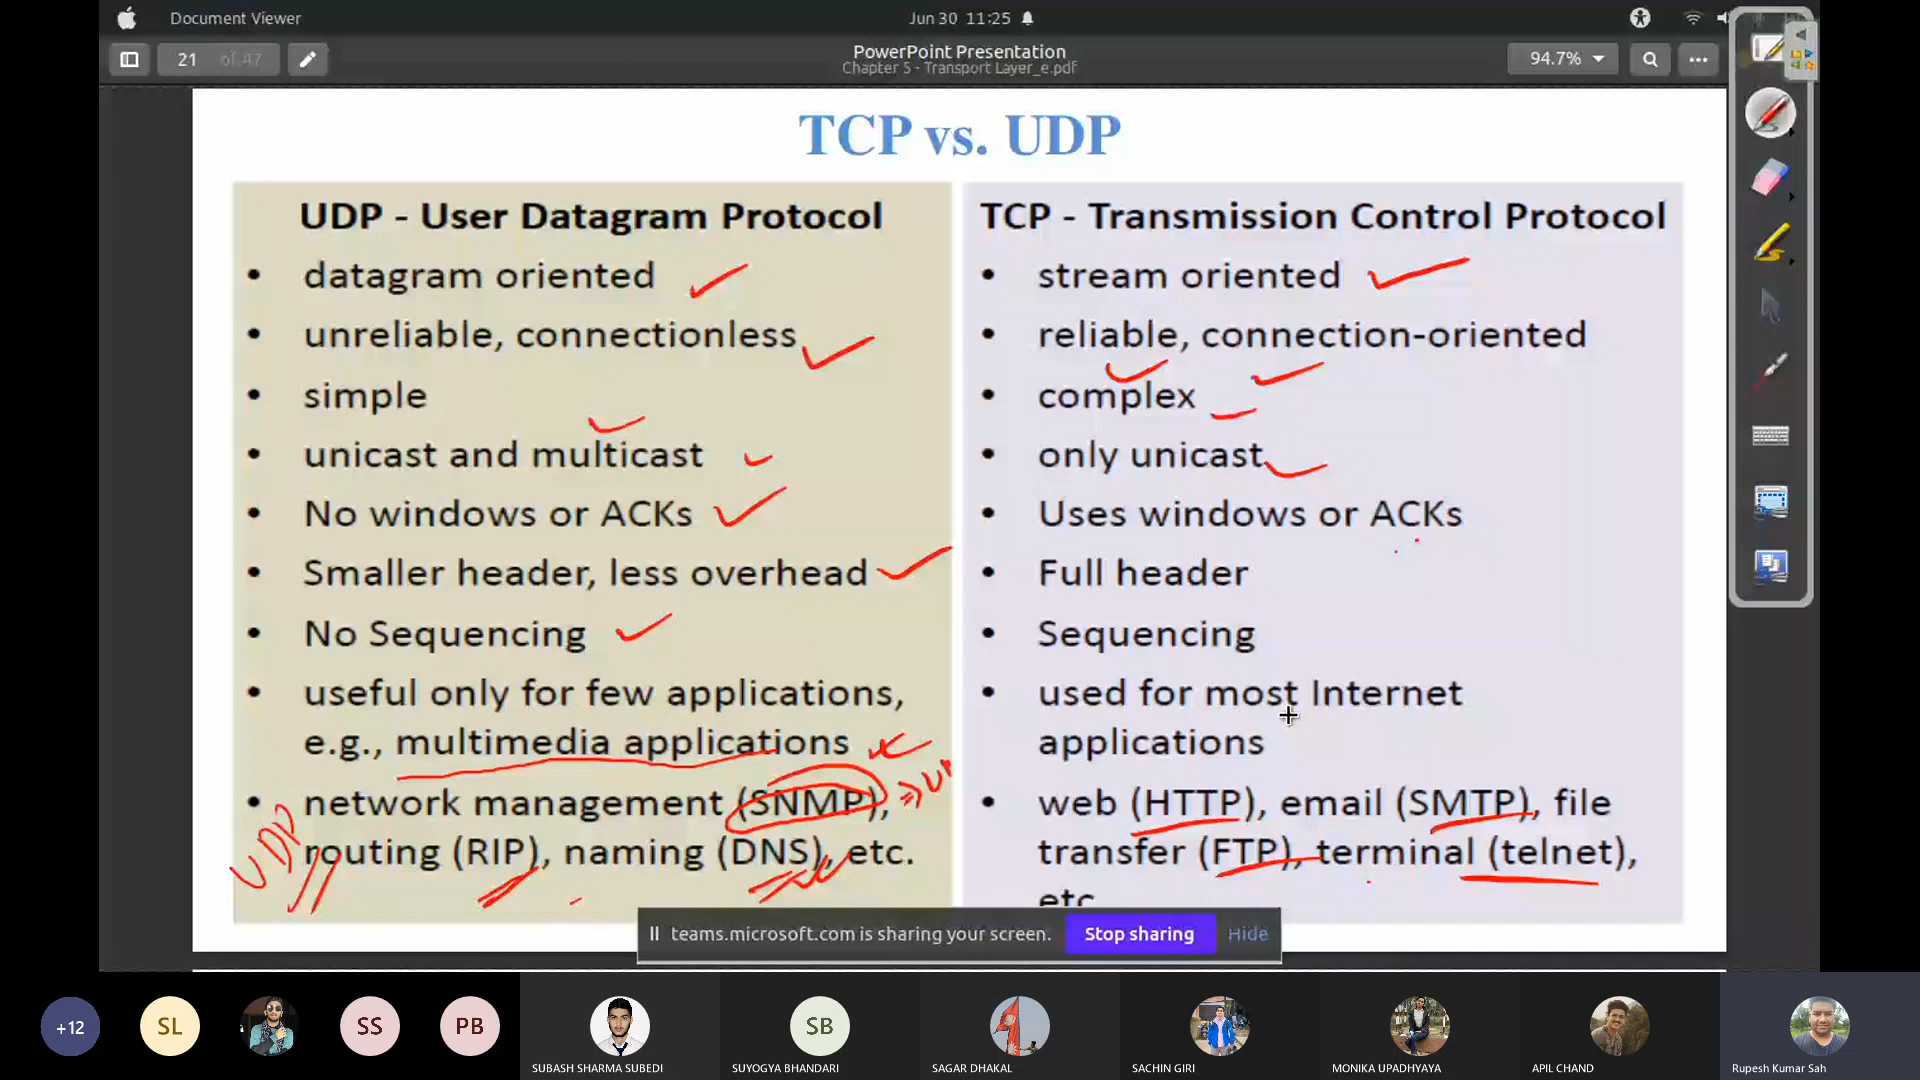 Document Viewer
Jun 30 11:25
21 of 47
PowerPoint Presentation
Chapter 5 - Transport Layer_e.pdf
94.7%
TCP vs. UDP
UDP - User Datagram Protocol
• datagram oriented
• unreliable, connectionless
• simple
• unicast and multicast
• No windows or ACKs
• Smaller header, less overhead
• No Sequencing
• useful only for few applications,
e.g., multimedia applications
• network management (SNMP),
routing (RIP), naming (DNS), etc.
UDP
TCP - Transmission Control Protocol
• stream oriented
• reliable, connection-oriented
• complex
• only unicast
• Uses windows or ACKs
• Full header
• Sequencing
• used for most Internet
applications
• web (HTTP), email (SMTP), file
transfer (FTP), terminal (telnet),
etc
teams.microsoft.com is sharing your screen.
Stop sharing
Hide
+12
SL
SS
PB
SUBASH SHARMA SUBEDI
SB
SUYOGYA BHANDARI
SAGAR DHAKAL
SACHIN GIRI
MONIKA UPADHYAYA
APIL CHAND
Rupesh Kumar Sah